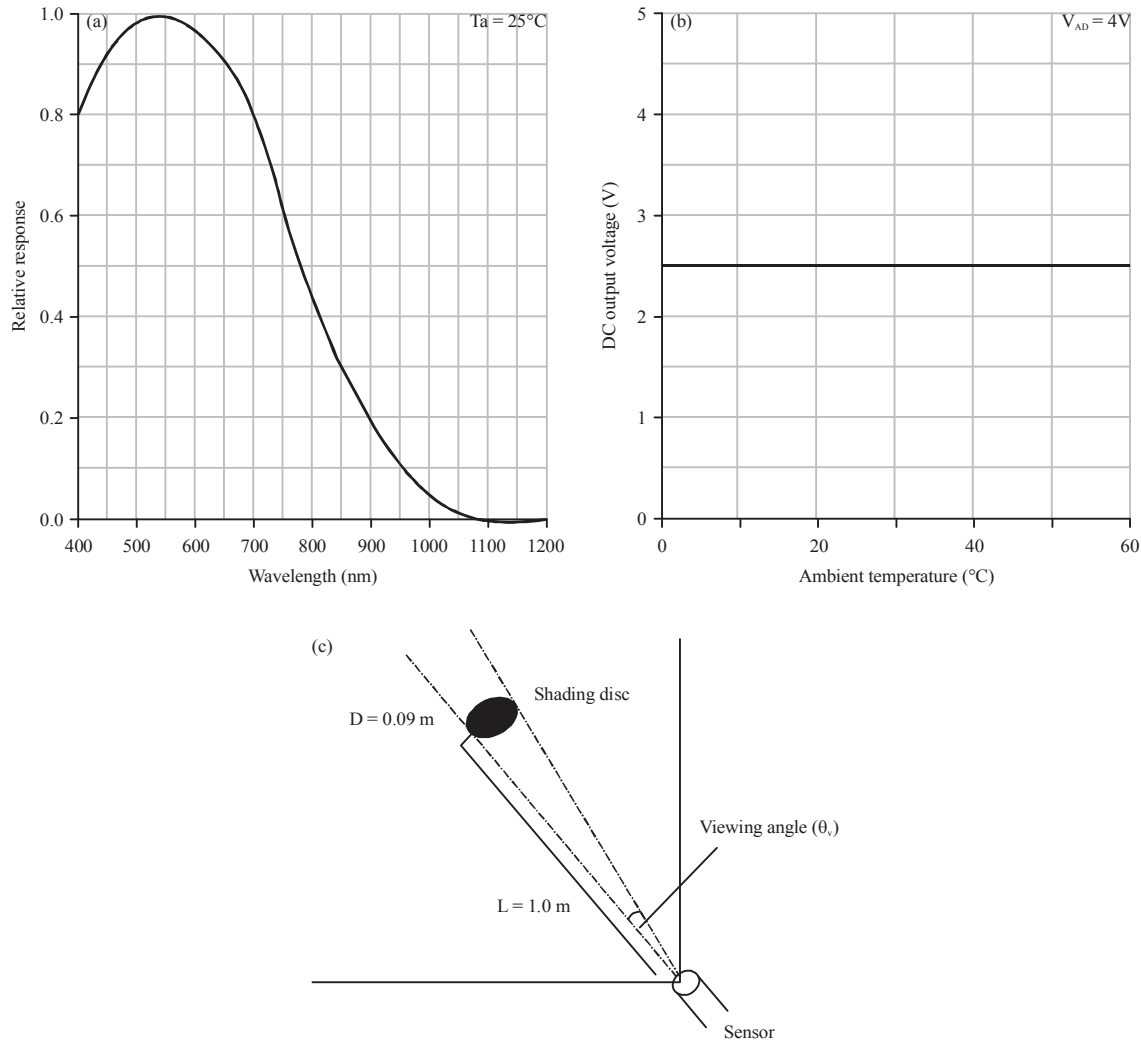 (a)
Ta = 25°C
1.0
0.8
0.6
0.4
0.2
0.0
Relative response
400 500 600 700 800 900 1000 1100 1200
Wavelength (nm)
(b)
V_AD = 4V
5
4
3
2
1
0
DC output voltage (V)
0 20 40 60
Ambient temperature (°C)
(c)
Shading disc
D = 0.09 m
Viewing angle (θ_v)
L = 1.0 m
Sensor